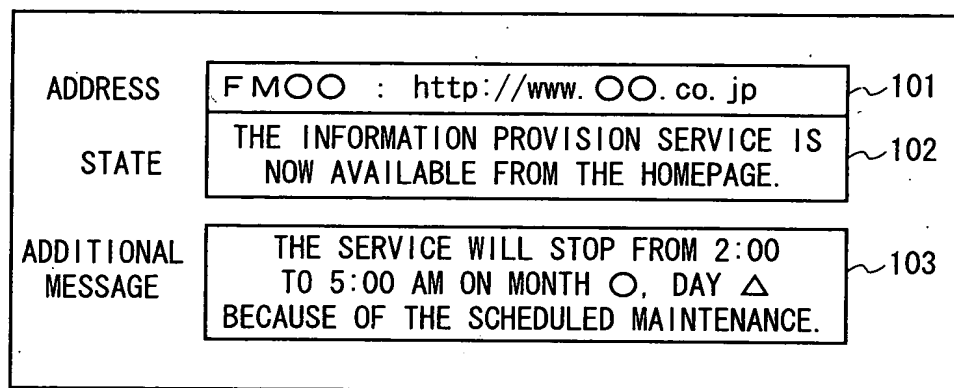 ADDRESS FM○○ : http://www.○○.co.jp 101
STATE THE INFORMATION PROVISION SERVICE IS
NOW AVAILABLE FROM THE HOMEPAGE. 102
ADDITIONAL MESSAGE THE SERVICE WILL STOP FROM 2:00
TO 5:00 AM ON MONTH ○, DAY △ 103
BECAUSE OF THE SCHEDULED MAINTENANCE.